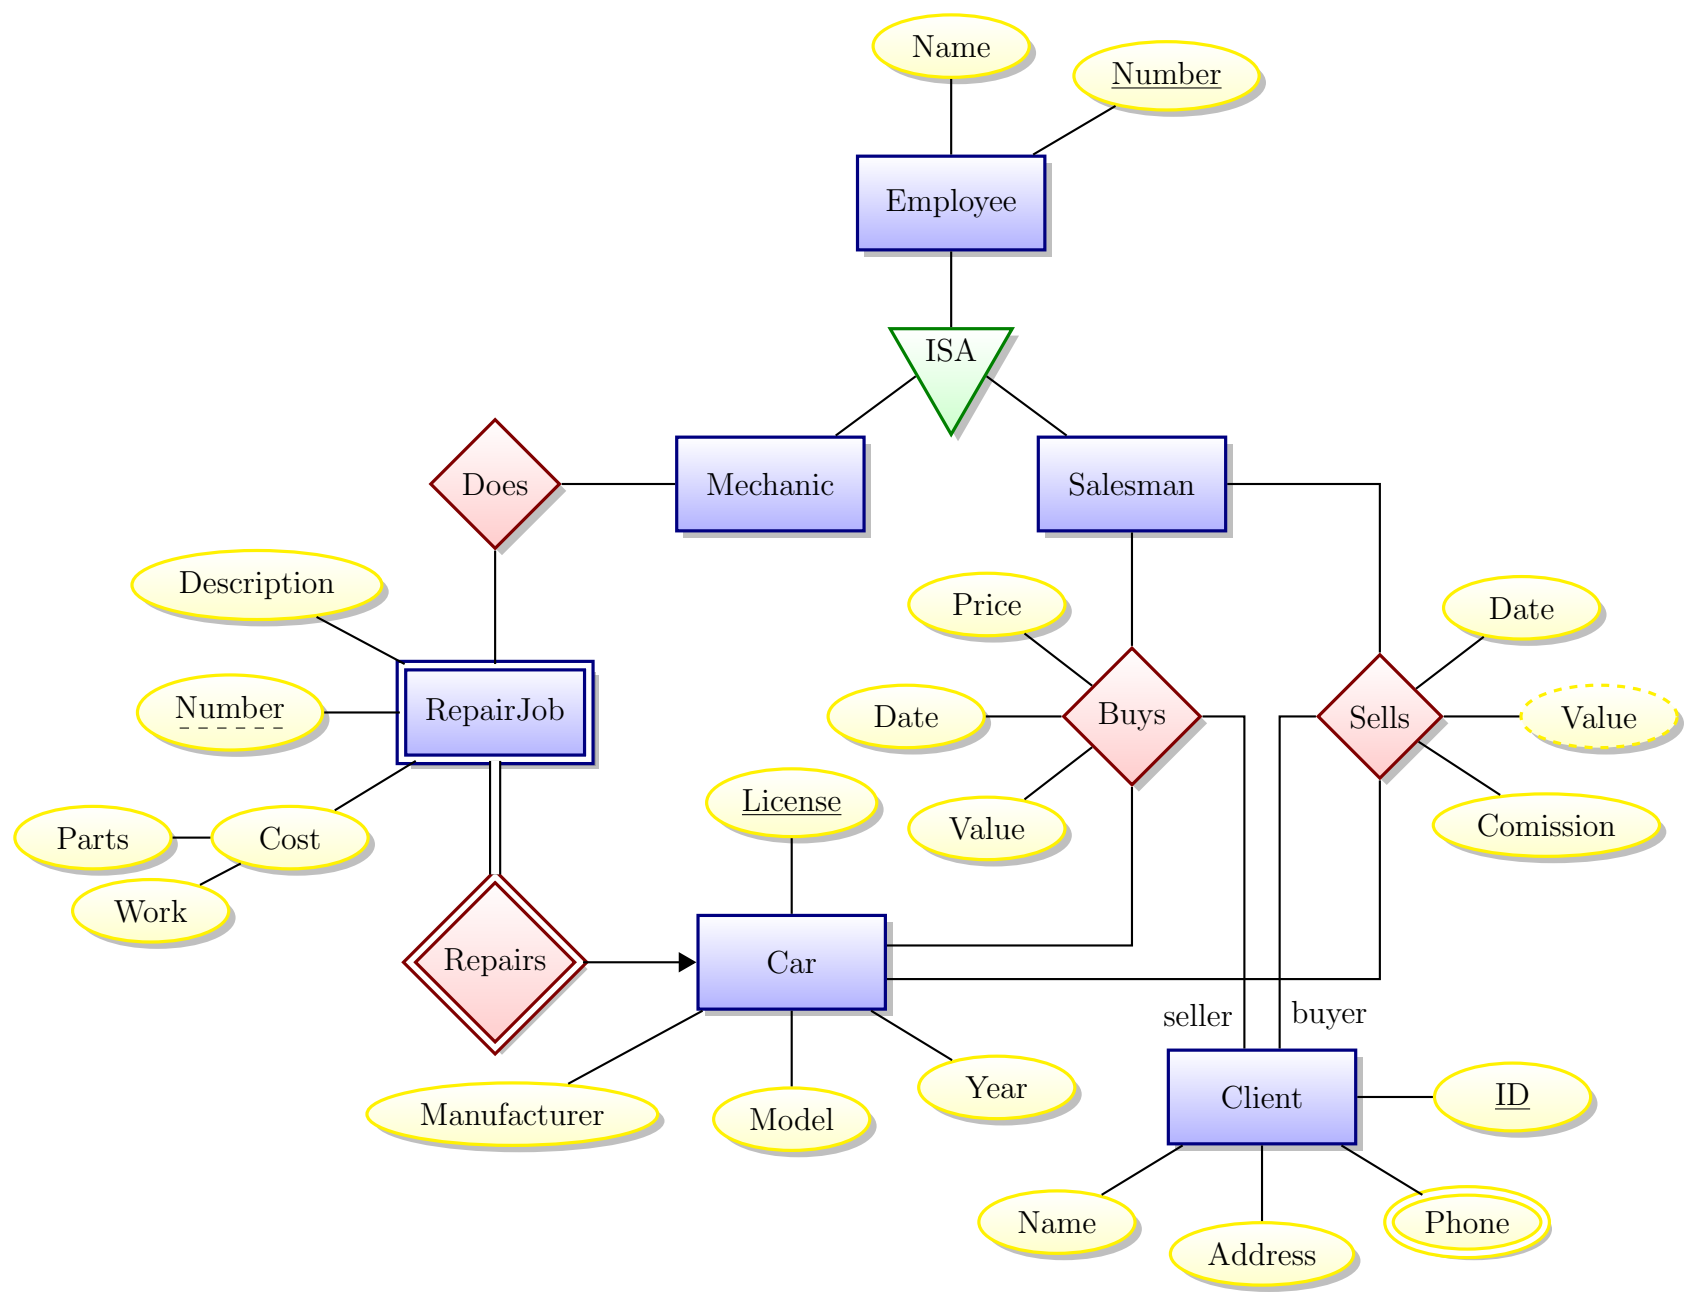 Name
Number
Employee
ISA
Does
Mechanic
Salesman
Description
Price
Date
Number
RepairJob
Date
Buys
Sells
Value
License
Value
Comission
Parts
Cost
Work
Repairs
Car
seller
buyer
Manufacturer
Model
Year
Client
ID
Name
Address
Phone